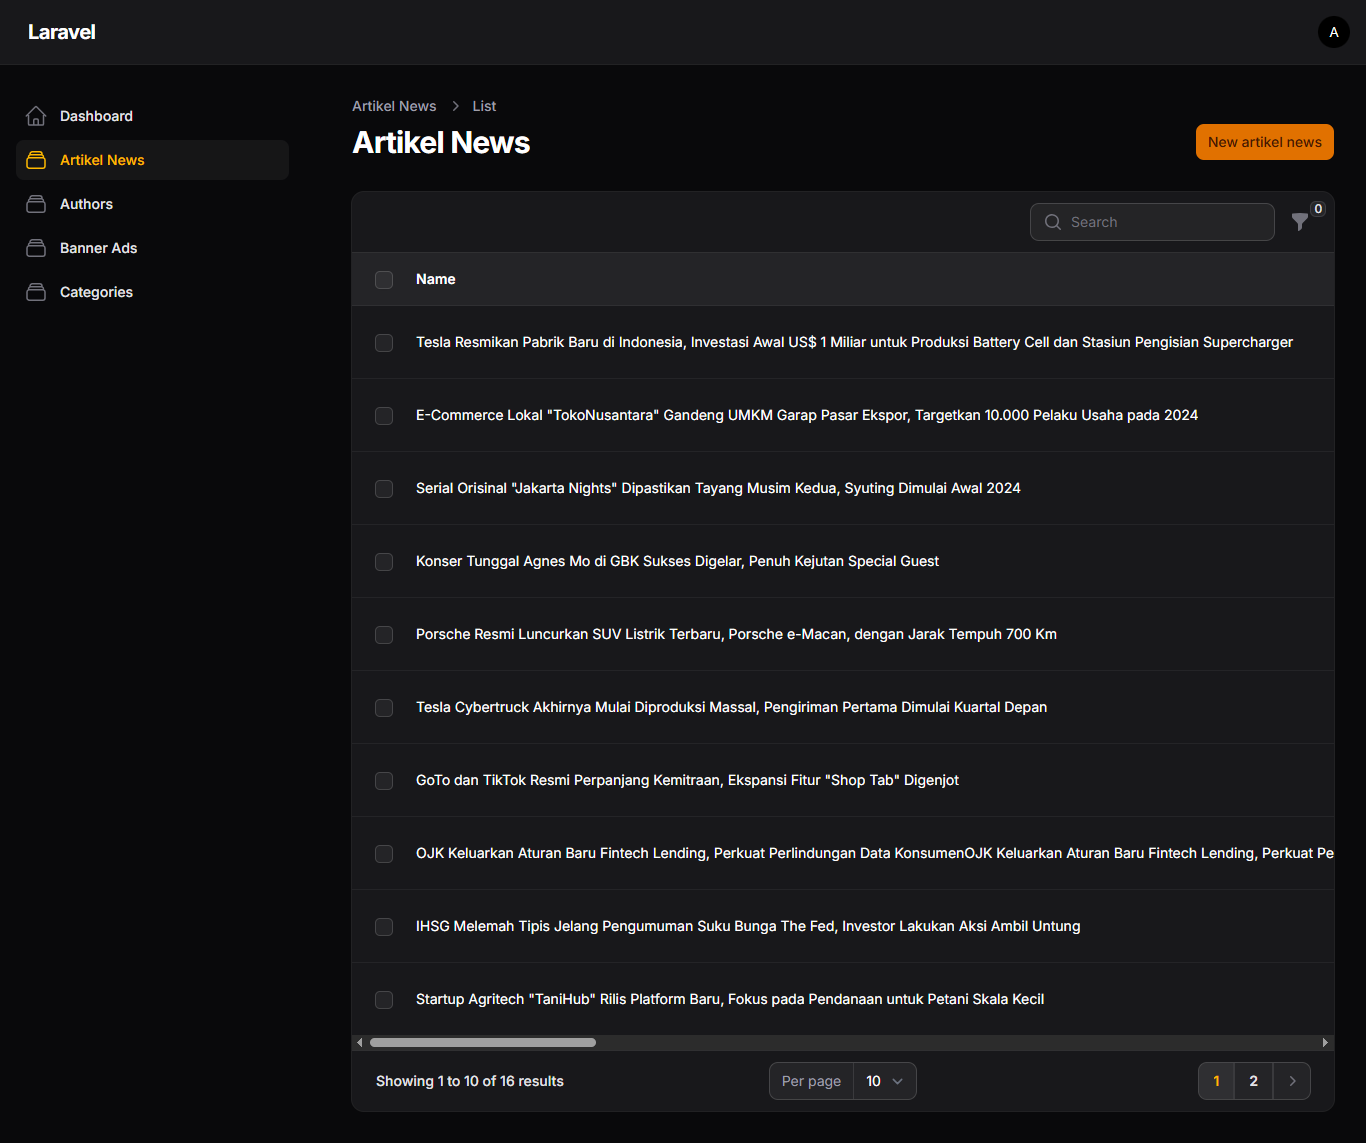 Laravel
A
Dashboard
Artikel News
Authors
Banner Ads
Categories
Artikel News > List
Artikel News
New artikel news
Search
0
Name
Tesla Resmikan Pabrik Baru di Indonesia, Investasi Awal US$ 1 Miliar untuk Produksi Battery Cell dan Stasiun Pengisian Supercharger
E-Commerce Lokal "TokoNusantara" Gandeng UMKM Garap Pasar Ekspor, Targetkan 10.000 Pelaku Usaha pada 2024
Serial Orisinal "Jakarta Nights" Dipastikan Tayang Musim Kedua, Syuting Dimulai Awal 2024
Konser Tunggal Agnes Mo di GBK Sukses Digelar, Penuh Kejutan Special Guest
Porsche Resmi Luncurkan SUV Listrik Terbaru, Porsche e-Macan, dengan Jarak Tempuh 700 Km
Tesla Cybertruck Akhirnya Mulai Diproduksi Massal, Pengiriman Pertama Dimulai Kuartal Depan
GoTo dan TikTok Resmi Perpanjang Kemitraan, Ekspansi Fitur "Shop Tab" Digenjot
OJK Keluarkan Aturan Baru Fintech Lending, Perkuat Perlindungan Data KonsumenOJK Keluarkan Aturan Baru Fintech Lending, Perkuat Pe
IHSG Melemah Tipis Jelang Pengumuman Suku Bunga The Fed, Investor Lakukan Aksi Ambil Untung
Startup Agritech "TaniHub" Rilis Platform Baru, Fokus pada Pendanaan untuk Petani Skala Kecil
Showing 1 to 10 of 16 results
Per page 10
1 2